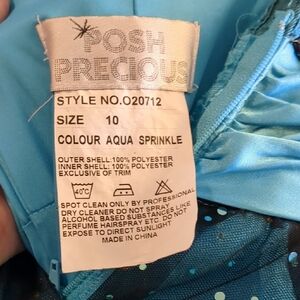 POSH
PRECIOUS
STYLE NO.O20712
SIZE 10
COLOUR AQUA SPRINKLE
OUTER SHELL: 100% POLYESTER
INNER SHELL: 100% POLYESTER
EXCLUSIVE OF TRIM
40°C
SPOT CLEAN ONLY BY PROFESSIONAL
DRY CLEANER DO NOT SPRAY LIKE
ALCOHOL BASED SUBSTANCES LIKE
PERFUME HAIRSPRAY ETC. DO NOT
EXPOSE TO DIRECT SUNLIGHT
MADE IN CHINA